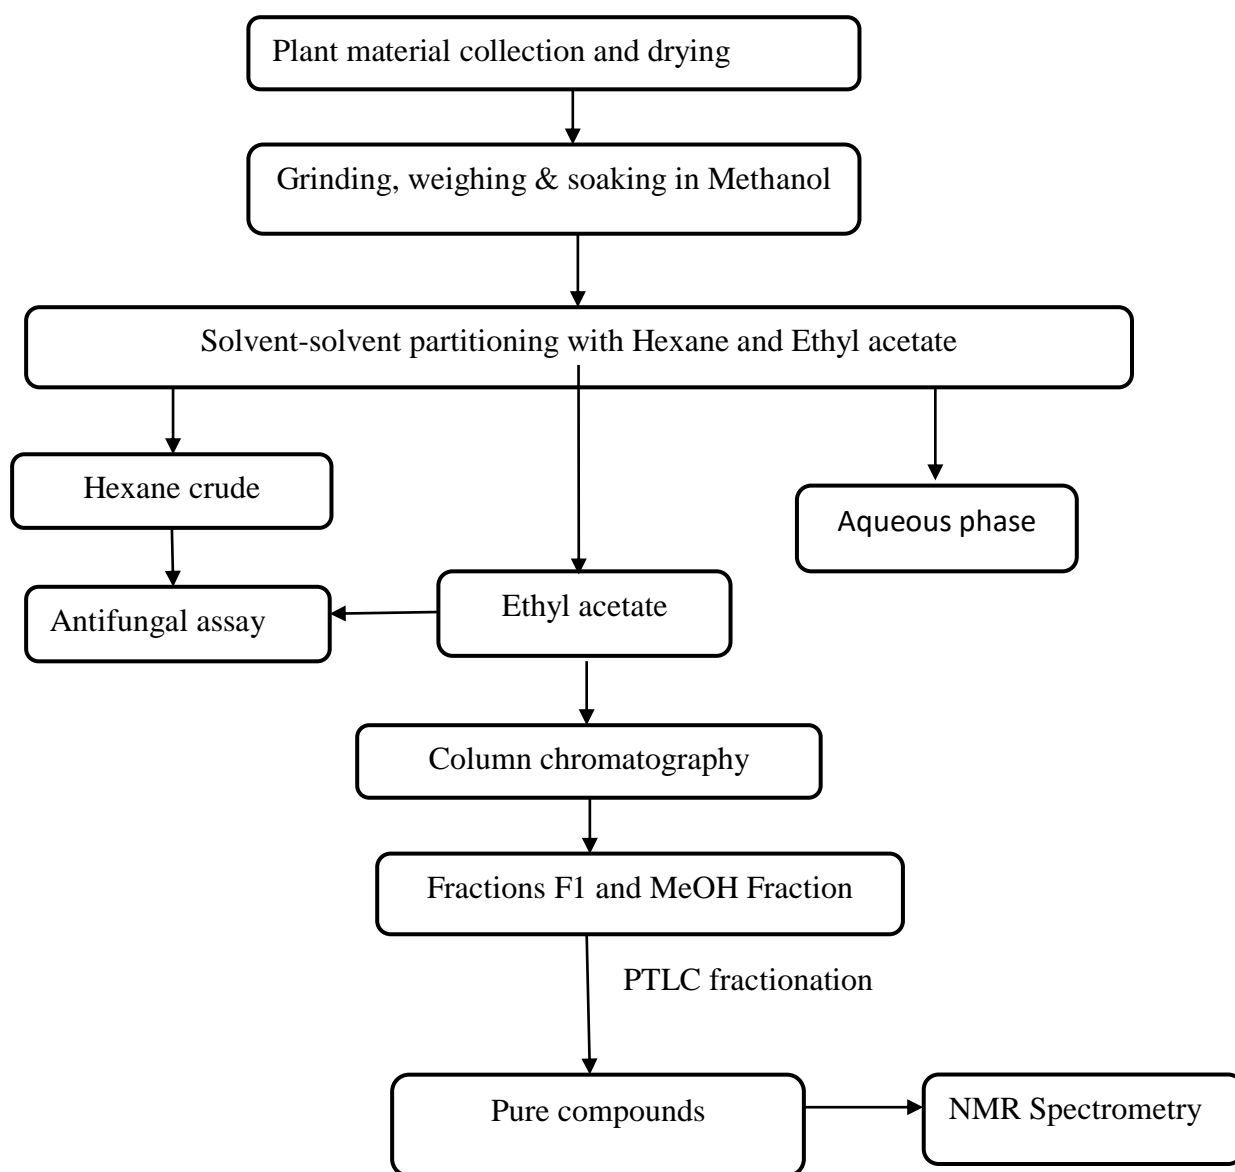 Plant material collection and drying
Grinding, weighing & soaking in Methanol
Solvent-solvent partitioning with Hexane and Ethyl acetate
Hexane crude
Aqueous phase
Antifungal assay
Ethyl acetate
Column chromatography
Fractions F1 and MeOH Fraction
PTLC fractionation
Pure compounds
NMR Spectrometry